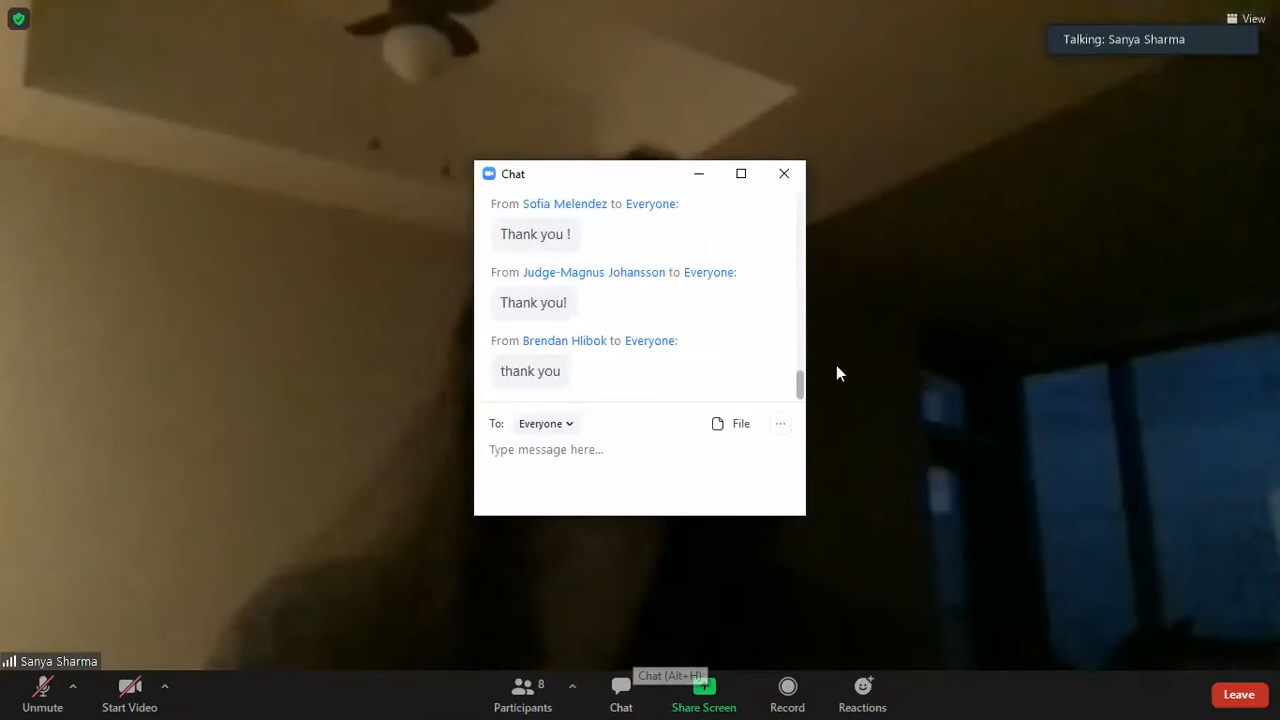 View
Talking: Sanya Sharma
Chat
From Sofia Melendez to Everyone:
Thank you !
From Judge-Magnus Johansson to Everyone:
Thank you!
From Brendan Hlibok to Everyone:
thank you
To: Everyone File ...
Type message here...
Sanya Sharma
Chat (Alt+H)
8
Unmute Start Video Participants Chat Share Screen Record Reactions Leave